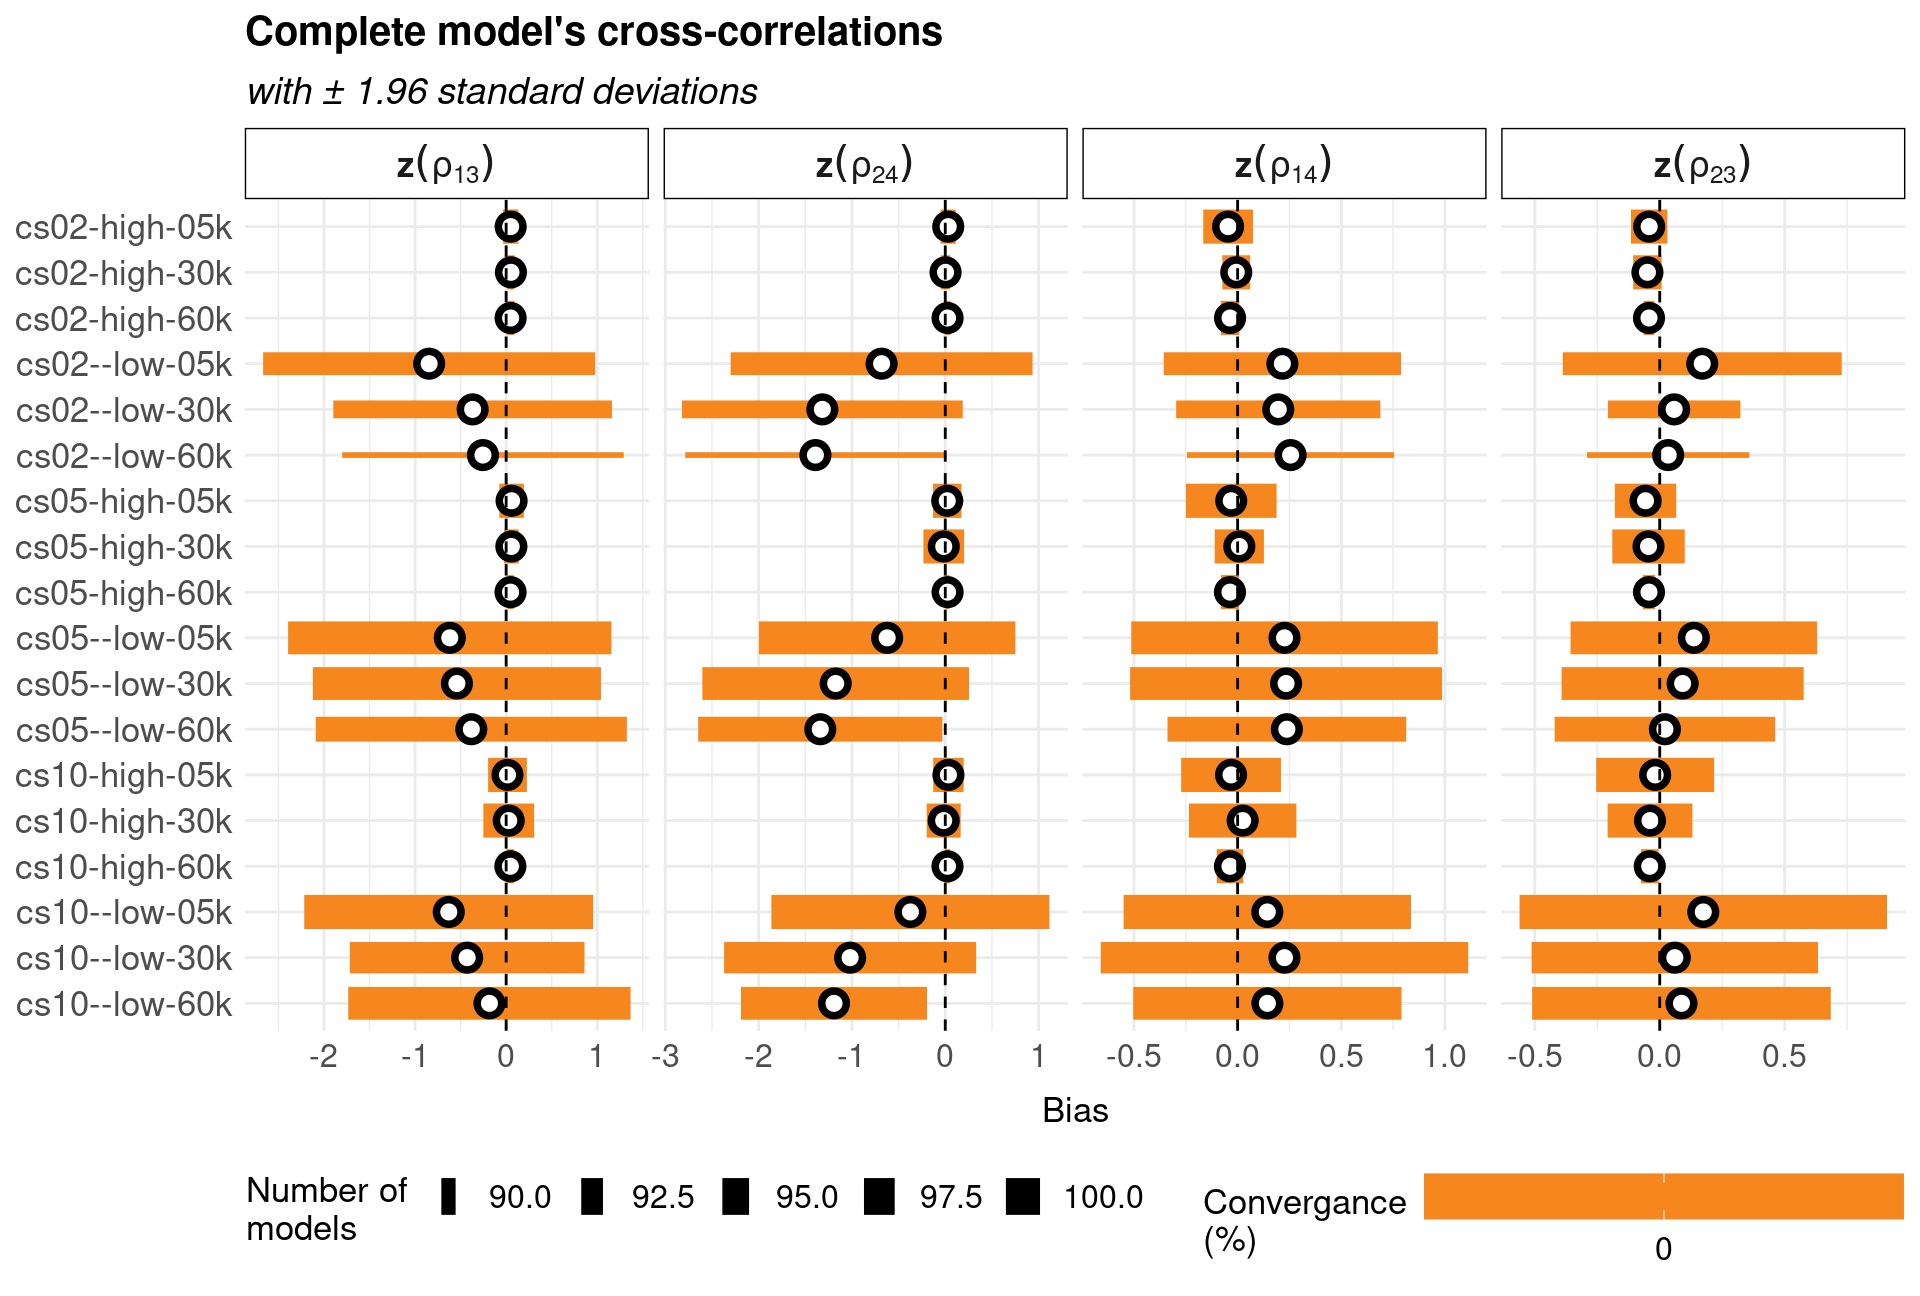 Complete model's cross-correlations
with ± 1.96 standard deviations
z(ρ13) z(ρ24) z(ρ14) z(ρ23)
cs02-high-05k
cs02-high-30k
cs02-high-60k
cs02--low-05k
cs02--low-30k
cs02--low-60k
cs05-high-05k
cs05-high-30k
cs05-high-60k
cs05--low-05k
cs05--low-30k
cs05--low-60k
cs10-high-05k
cs10-high-30k
cs10-high-60k
cs10--low-05k
cs10--low-30k
cs10--low-60k
-2 -1 0 1 -3 -2 -1 0 1 -0.5 0.0 0.5 1.0 -0.5 0.0 0.5
Bias
Number of
models
90.0 92.5 95.0 97.5 100.0
Convergance
(%)
0